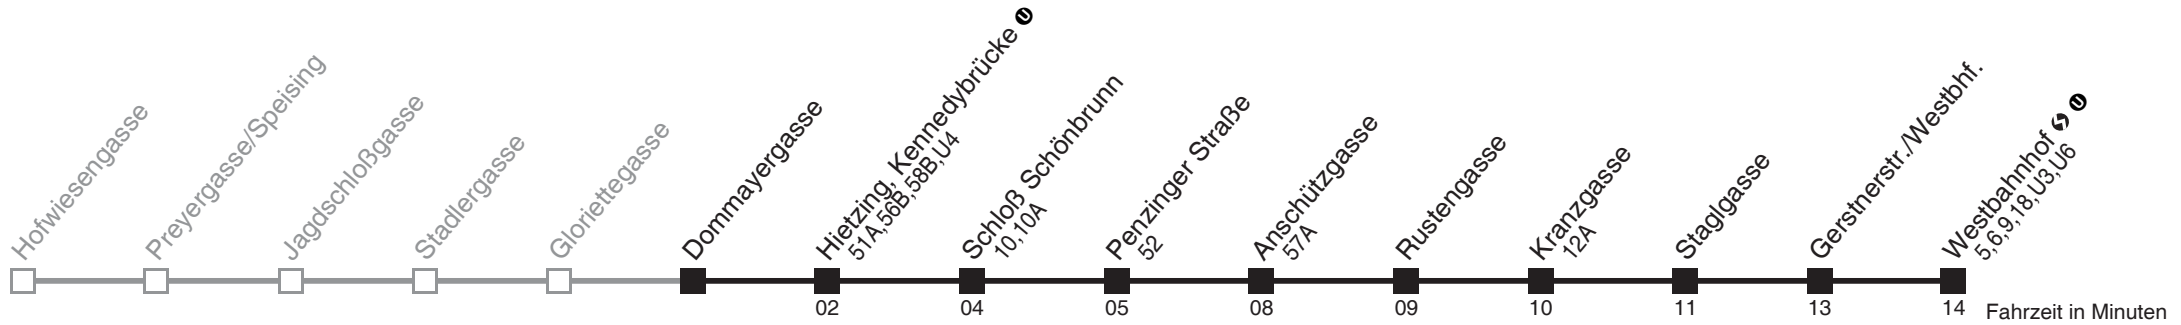 Hofwiesengasse
Preyergasse/Speising
Jagdschloßgasse
Stadlergasse
Gloriettegasse
Dommayergasse
Hietzing, Kennedybrücke U
51A,56B,58B,U4
Schloß Schönbrunn
10,10A
Penzinger Straße
52
Anschützgasse
57A
Rustengasse
Kranzgasse
12A
Staglgasse
Gerstnerstr./Westbhf.
Westbahnhof S U
5,6,9,18,U3,U6
02 04 05 08 09 10 11 13 14 Fahrzeit in Minuten